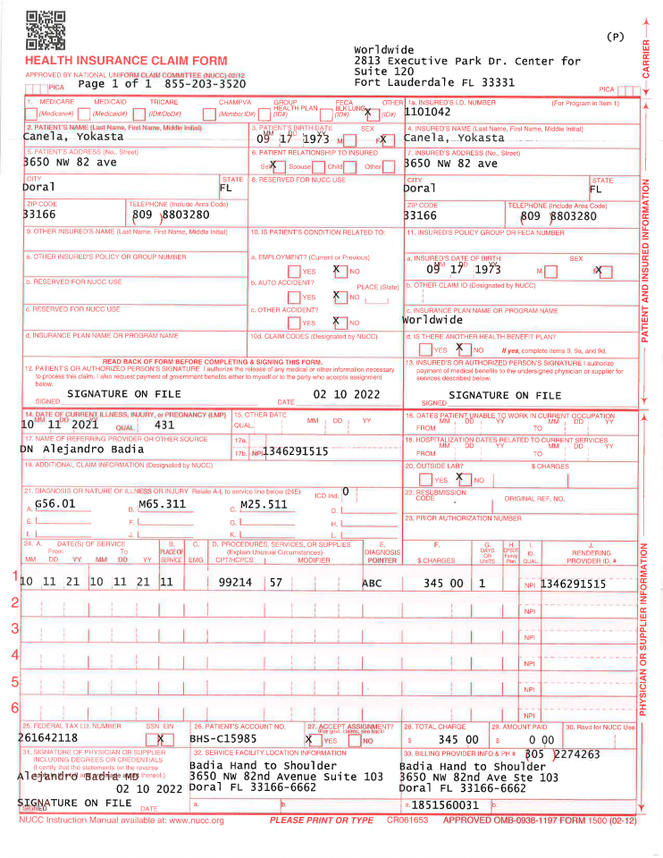 (P)
Worldwide
2813 Executive Park Dr. Center for
Suite 120
Fort Lauderdale FL 33331
CARRIER
HEALTH INSURANCE CLAIM FORM
APPROVED BY NATIONAL UNIFORM CLAIM COMMITTEE (NUCC) 02/12
Page 1 of 1 855-203-3520
PICA PICA
1. MEDICARE MEDICAID TRICARE CHAMPVA GROUP HEALTH PLAN FECA BLK LUNG OTHER
(Medicare#) (Medicaid#) (ID#/DoD#) (Member ID#) (ID#) (ID#) X (ID#)
1a. INSURED'S I.D. NUMBER (For Program in Item 1)
1101042
2. PATIENT'S NAME (Last Name, First Name, Middle Initial)
Canela, Yokasta
3. PATIENT'S BIRTH DATE SEX
MM DD YY
09 17 1973 M F X
4. INSURED'S NAME (Last Name, First Name, Middle Initial)
Canela, Yokasta
5. PATIENT'S ADDRESS (No., Street)
3650 NW 82 ave
6. PATIENT RELATIONSHIP TO INSURED
Self X Spouse Child Other
7. INSURED'S ADDRESS (No., Street)
3650 NW 82 ave
CITY STATE
Doral FL
8. RESERVED FOR NUCC USE
CITY STATE
Doral FL
ZIP CODE TELEPHONE (Include Area Code)
33166 809 )8803280
ZIP CODE TELEPHONE (Include Area Code)
33166 809 8803280
9. OTHER INSURED'S NAME (Last Name, First Name, Middle Initial)
10. IS PATIENT'S CONDITION RELATED TO:
11. INSURED'S POLICY GROUP OR FECA NUMBER
a. OTHER INSURED'S POLICY OR GROUP NUMBER
a. EMPLOYMENT? (Current or Previous)
YES X NO
a. INSURED'S DATE OF BIRTH SEX
MM DD YY
09 17 1973 M F X
b. RESERVED FOR NUCC USE
b. AUTO ACCIDENT? PLACE (State)
YES X NO
b. OTHER CLAIM ID (Designated by NUCC)
c. RESERVED FOR NUCC USE
c. OTHER ACCIDENT?
YES X NO
c. INSURANCE PLAN NAME OR PROGRAM NAME
Worldwide
d. INSURANCE PLAN NAME OR PROGRAM NAME
10d. CLAIM CODES (Designated by NUCC)
d. IS THERE ANOTHER HEALTH BENEFIT PLAN?
YES X NO If yes, complete items 9, 9a, and 9d.
PATIENT AND INSURED INFORMATION
READ BACK OF FORM BEFORE COMPLETING & SIGNING THIS FORM.
12. PATIENT'S OR AUTHORIZED PERSON'S SIGNATURE I authorize the release of any medical or other information necessary
to process this claim. I also request payment of government benefits either to myself or to the party who accepts assignment
below.
SIGNATURE ON FILE 02 10 2022
SIGNED DATE
13. INSURED'S OR AUTHORIZED PERSON'S SIGNATURE I authorize
payment of medical benefits to the undersigned physician or supplier for
services described below.
SIGNATURE ON FILE
SIGNED
14. DATE OF CURRENT ILLNESS, INJURY, or PREGNANCY (LMP)
MM DD YY
10 11 2021 QUAL. 431
15. OTHER DATE
QUAL. MM DD YY
16. DATES PATIENT UNABLE TO WORK IN CURRENT OCCUPATION
MM DD YY MM DD YY
FROM TO
17. NAME OF REFERRING PROVIDER OR OTHER SOURCE
DN Alejandro Badia
17a.
17b. NPI 1346291515
18. HOSPITALIZATION DATES RELATED TO CURRENT SERVICES
MM DD YY MM DD YY
FROM TO
19. ADDITIONAL CLAIM INFORMATION (Designated by NUCC)
20. OUTSIDE LAB? $ CHARGES
YES X NO
21. DIAGNOSIS OR NATURE OF ILLNESS OR INJURY Relate A-L to service line below (24E) ICD Ind. 0
A. G56.01 B. M65.311 C. M25.511 D.
E. F. G. H.
I. J. K. L.
22. RESUBMISSION CODE ORIGINAL REF. NO.
23. PRIOR AUTHORIZATION NUMBER
24. A. DATE(S) OF SERVICE B. C. D. PROCEDURES, SERVICES, OR SUPPLIES E. F. G. H. I. J.
From To PLACE OF (Explain Unusual Circumstances) DIAGNOSIS DAYS OR EPSDT Family ID. RENDERING
MM DD YY MM DD YY SERVICE EMG CPT/HCPCS MODIFIER POINTER $ CHARGES UNITS Plan QUAL. PROVIDER ID. #
1 10 11 21 10 11 21 11 99214 57 ABC 345 00 1 NPI 1346291515
2 NPI
3 NPI
4 NPI
5 NPI
6 NPI
PHYSICIAN OR SUPPLIER INFORMATION
25. FEDERAL TAX I.D. NUMBER SSN EIN
261642118 X
26. PATIENT'S ACCOUNT NO.
BHS-C15985
27. ACCEPT ASSIGNMENT?
(For govt. claims, see back)
X YES NO
28. TOTAL CHARGE
$ 345 00
29. AMOUNT PAID
$ 0 00
30. Rsvd for NUCC Use
31. SIGNATURE OF PHYSICIAN OR SUPPLIER
INCLUDING DEGREES OR CREDENTIALS
(I certify that the statements on the reverse
Alejandro Badia MD
02 10 2022
SIGNATURE ON FILE
SIGNED DATE
32. SERVICE FACILITY LOCATION INFORMATION
Badia Hand to Shoulder
3650 NW 82nd Avenue Suite 103
Doral FL 33166-6662
a. b.
33. BILLING PROVIDER INFO & PH # 305 )2274263
Badia Hand to Shoulder
3650 NW 82nd Ave Ste 103
Doral FL 33166-6662
a. 1851560031 b.
NUCC Instruction Manual available at: www.nucc.org PLEASE PRINT OR TYPE CR061653 APPROVED OMB-0938-1197 FORM 1500 (02-12)